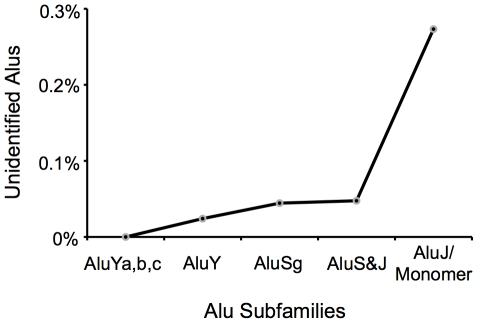 0.3%
0.2%
0.1%
0%
Unidentified Alus
AluYa,b,c
AluY
AluSg
AluS&J
AluJ/
Monomer
Alu Subfamilies